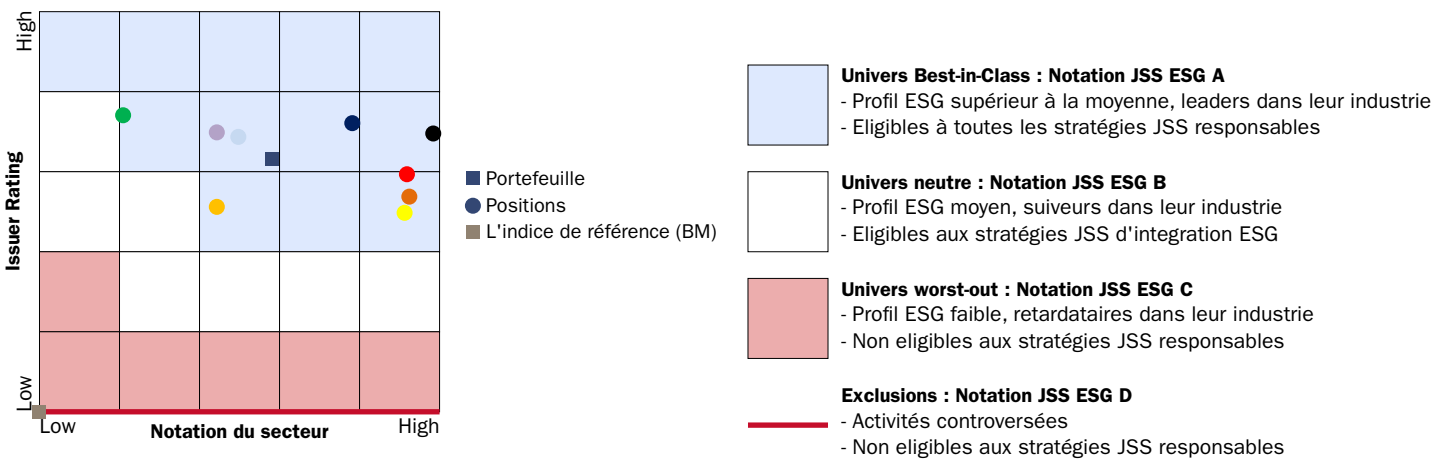 High
Issuer Rating
Low
Low
Notation du secteur
High
Portefeuille
Positions
L'indice de référence (BM)
Univers Best-in-Class : Notation JSS ESG A
- Profil ESG supérieur à la moyenne, leaders dans leur industrie
- Eligibles à toutes les stratégies JSS responsables
Univers neutre : Notation JSS ESG B
- Profil ESG moyen, suiveurs dans leur industrie
- Eligibles aux stratégies JSS d'integration ESG
Univers worst-out : Notation JSS ESG C
- Profil ESG faible, retardataires dans leur industrie
- Non eligibles aux stratégies JSS responsables
Exclusions : Notation JSS ESG D
- Activités controversées
- Non eligibles aux stratégies JSS responsables